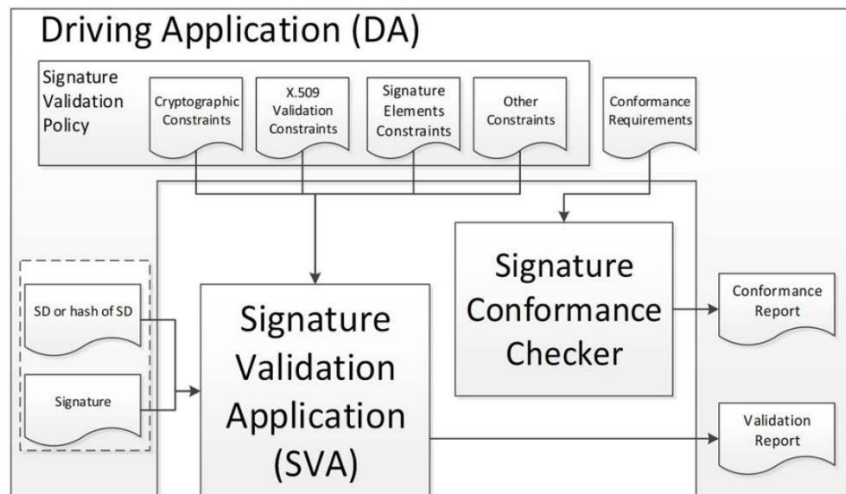 Driving Application (DA)
Signature
Validation
Policy
Cryptographic
Constraints
X.509
Validation
Constraints
Signature
Elements
Constraints
Other
Constraints
Conformance
Requirements
SD or hash of SD
Signature
Signature
Validation
Application
(SVA)
Signature
Conformance
Checker
Conformance
Report
Validation
Report